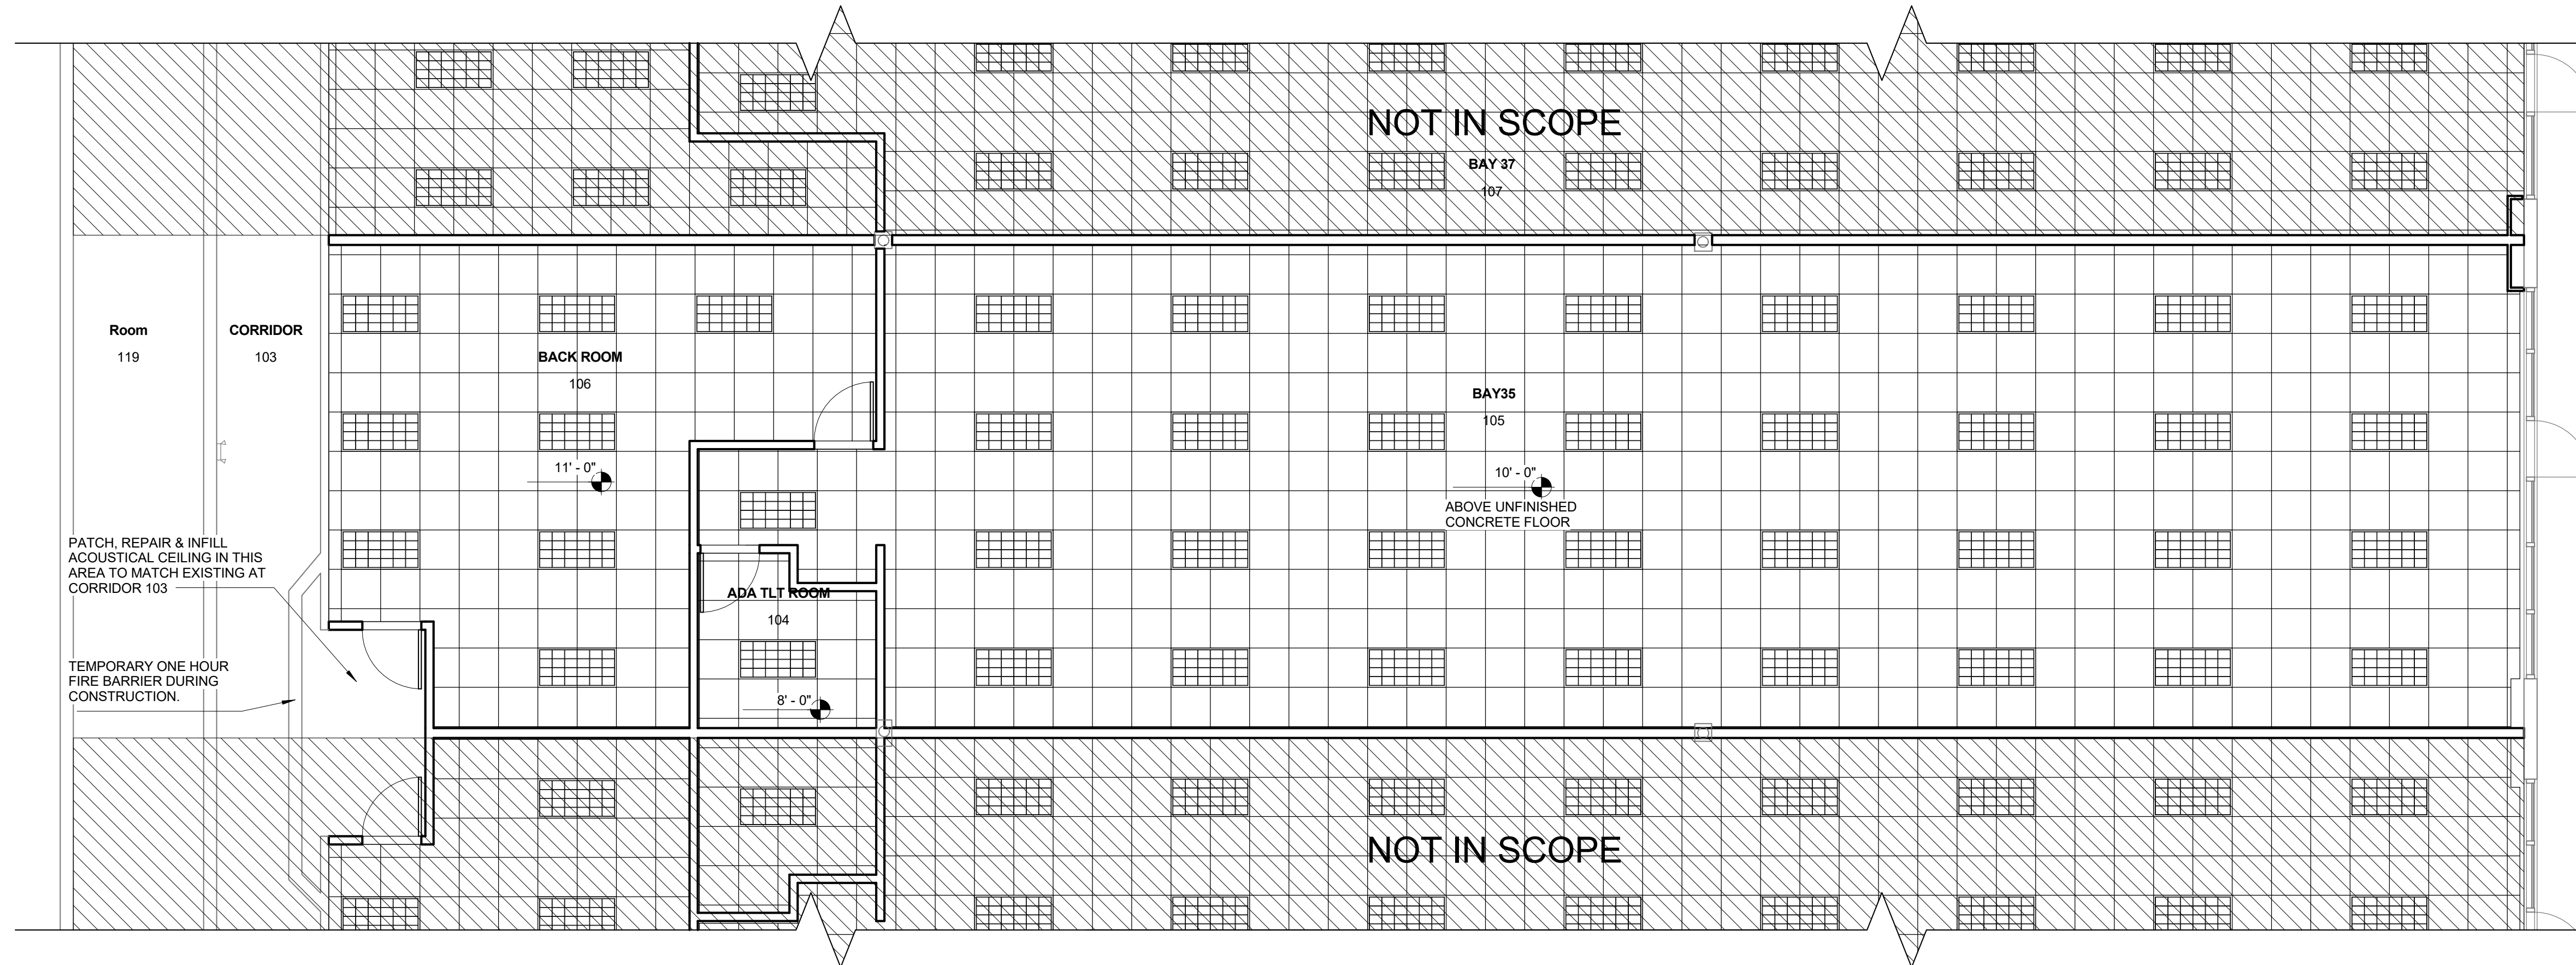 NOT IN SCOPE
BAY 37
107
Room
119
CORRIDOR
103
BACK ROOM
106
11' - 0"
BAY35
105
10' - 0"
ABOVE UNFINISHED
CONCRETE FLOOR
PATCH, REPAIR & INFILL
ACOUSTICAL CEILING IN THIS
AREA TO MATCH EXISTING AT
CORRIDOR 103
ADA TLT ROOM
104
8' - 0"
TEMPORARY ONE HOUR
FIRE BARRIER DURING
CONSTRUCTION.
NOT IN SCOPE